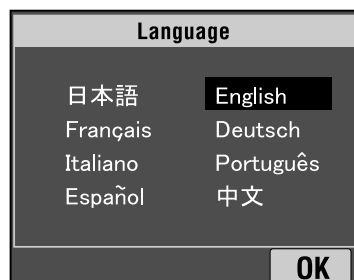 Language
日本語 English
Français Deutsch
Italiano Português
Español 中文
OK